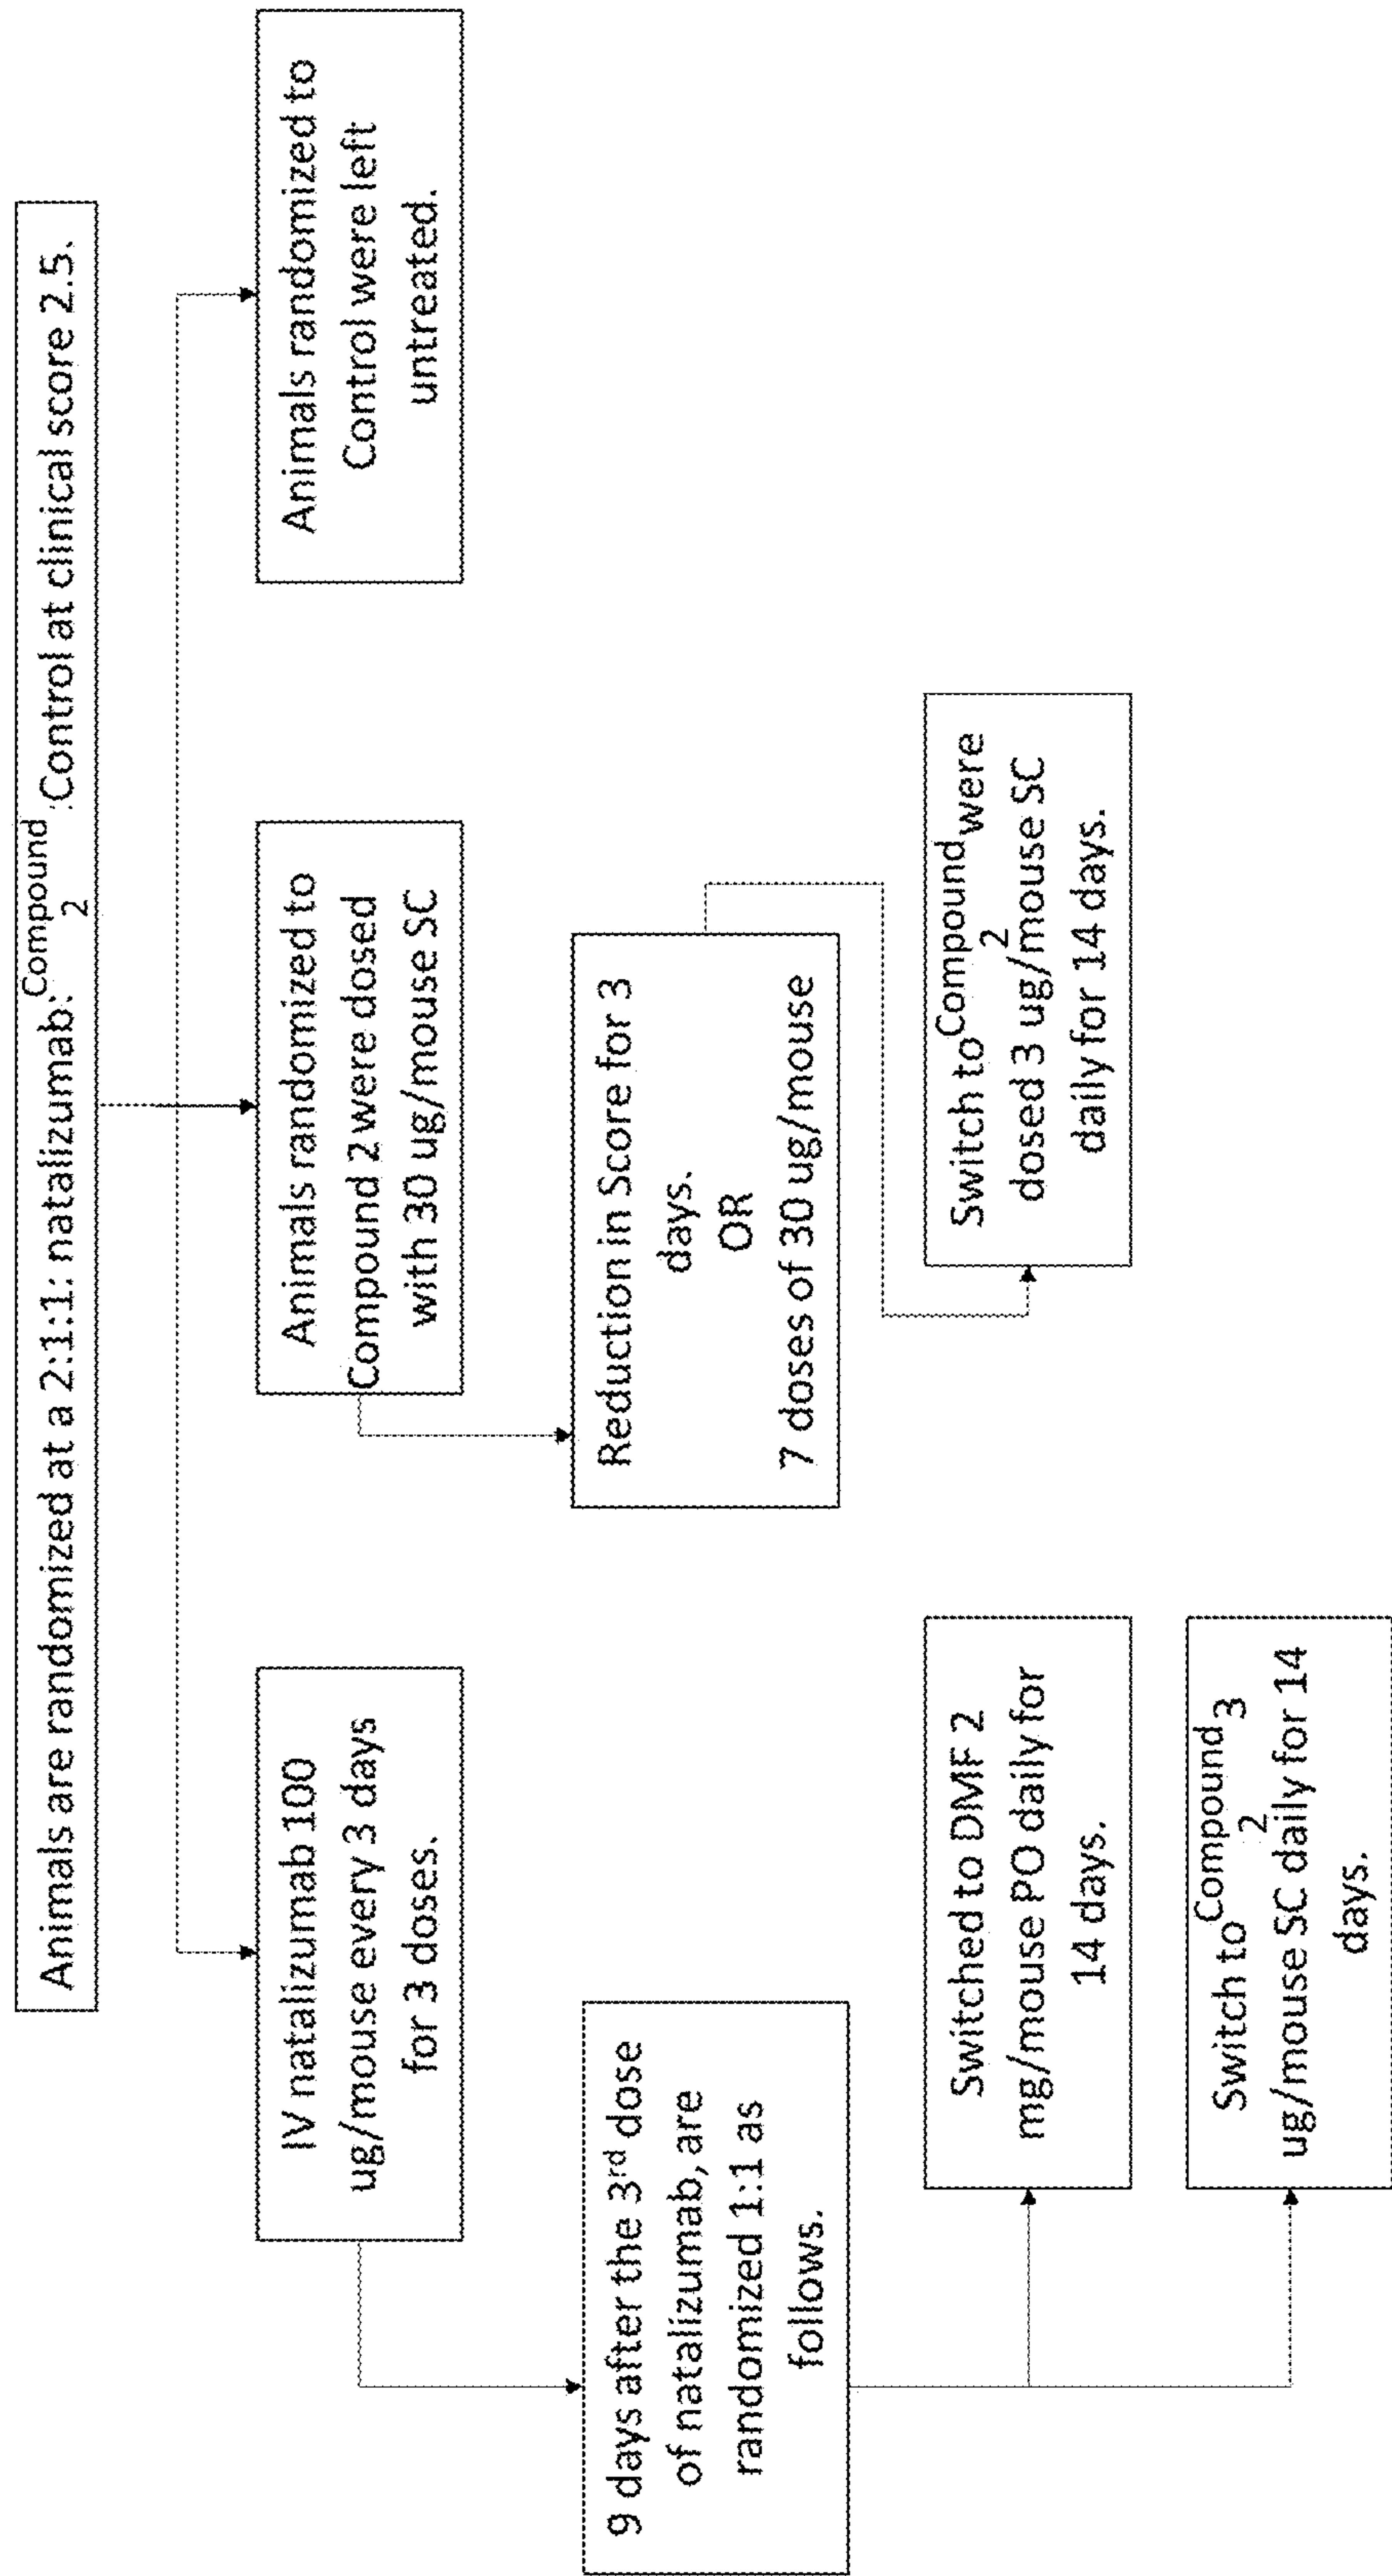 Animals are randomized at a 2:1:1: natalizumab: Compound 2 :Control at clinical score 2.5.
IV natalizumab 100
ug/mouse every 3 days
for 3 doses.
Animals randomized to
Compound 2 were dosed
with 30 ug/mouse SC
Animals randomized to
Control were left
untreated.
9 days after the 3rd dose
of natalizumab, are
randomized 1:1 as
follows.
Reduction in Score for 3
days.
OR
7 doses of 30 ug/mouse
Switched to DMF 2
mg/mouse PO daily for
14 days.
Switch to Compound 2 were
dosed 3 ug/mouse SC
daily for 14 days.
Switch to Compound 2 3
ug/mouse SC daily for 14
days.